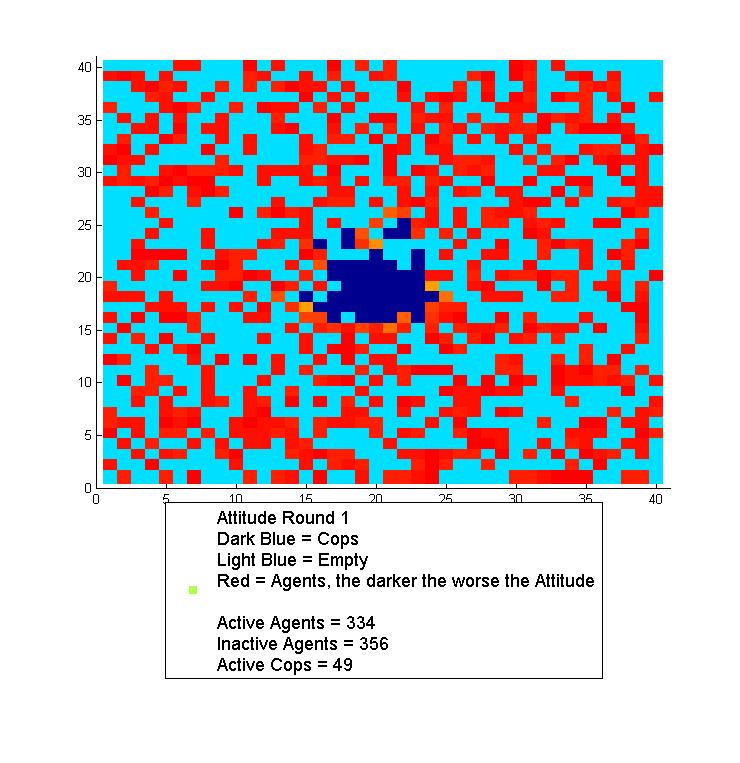 40
35
30
25
20
15
10
5
0
0 5 10 15 20 25 30 35 40
Attitude Round 1
Dark Blue = Cops
Light Blue = Empty
Red = Agents, the darker the worse the Attitude
Active Agents = 334
Inactive Agents = 356
Active Cops = 49